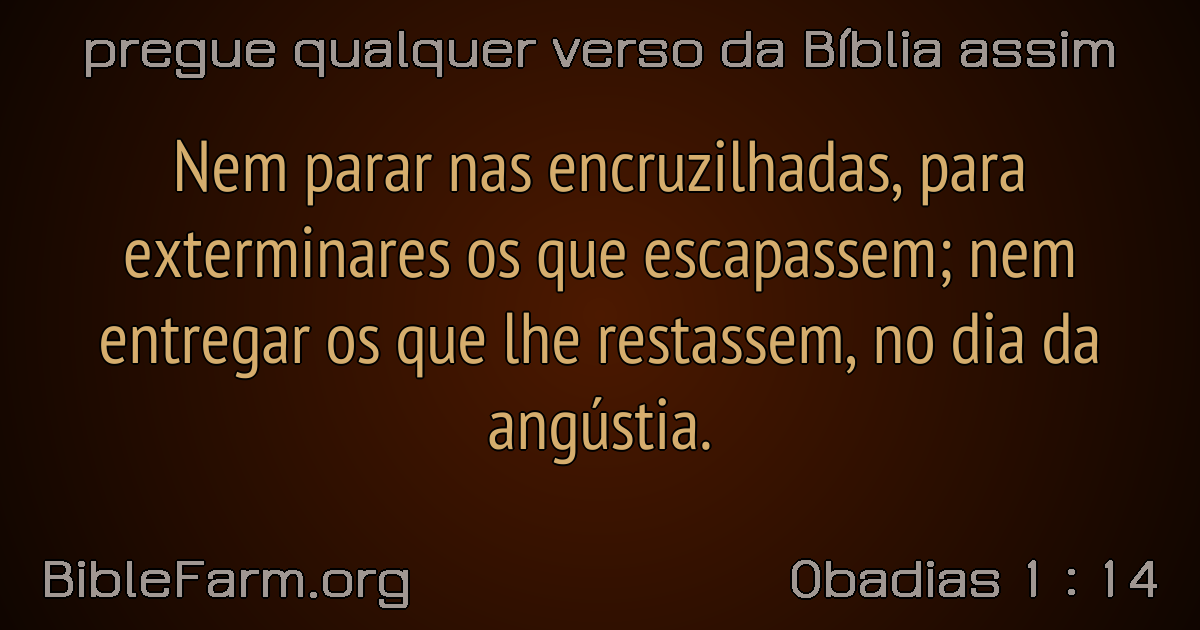 pregue qualquer verso da Bíblia assim
Nem parar nas encruzilhadas, para
exterminares os que escapassem; nem
entregar os que lhe restassem, no dia da
angústia.
BibleFarm.org
Obadias 1 : 14